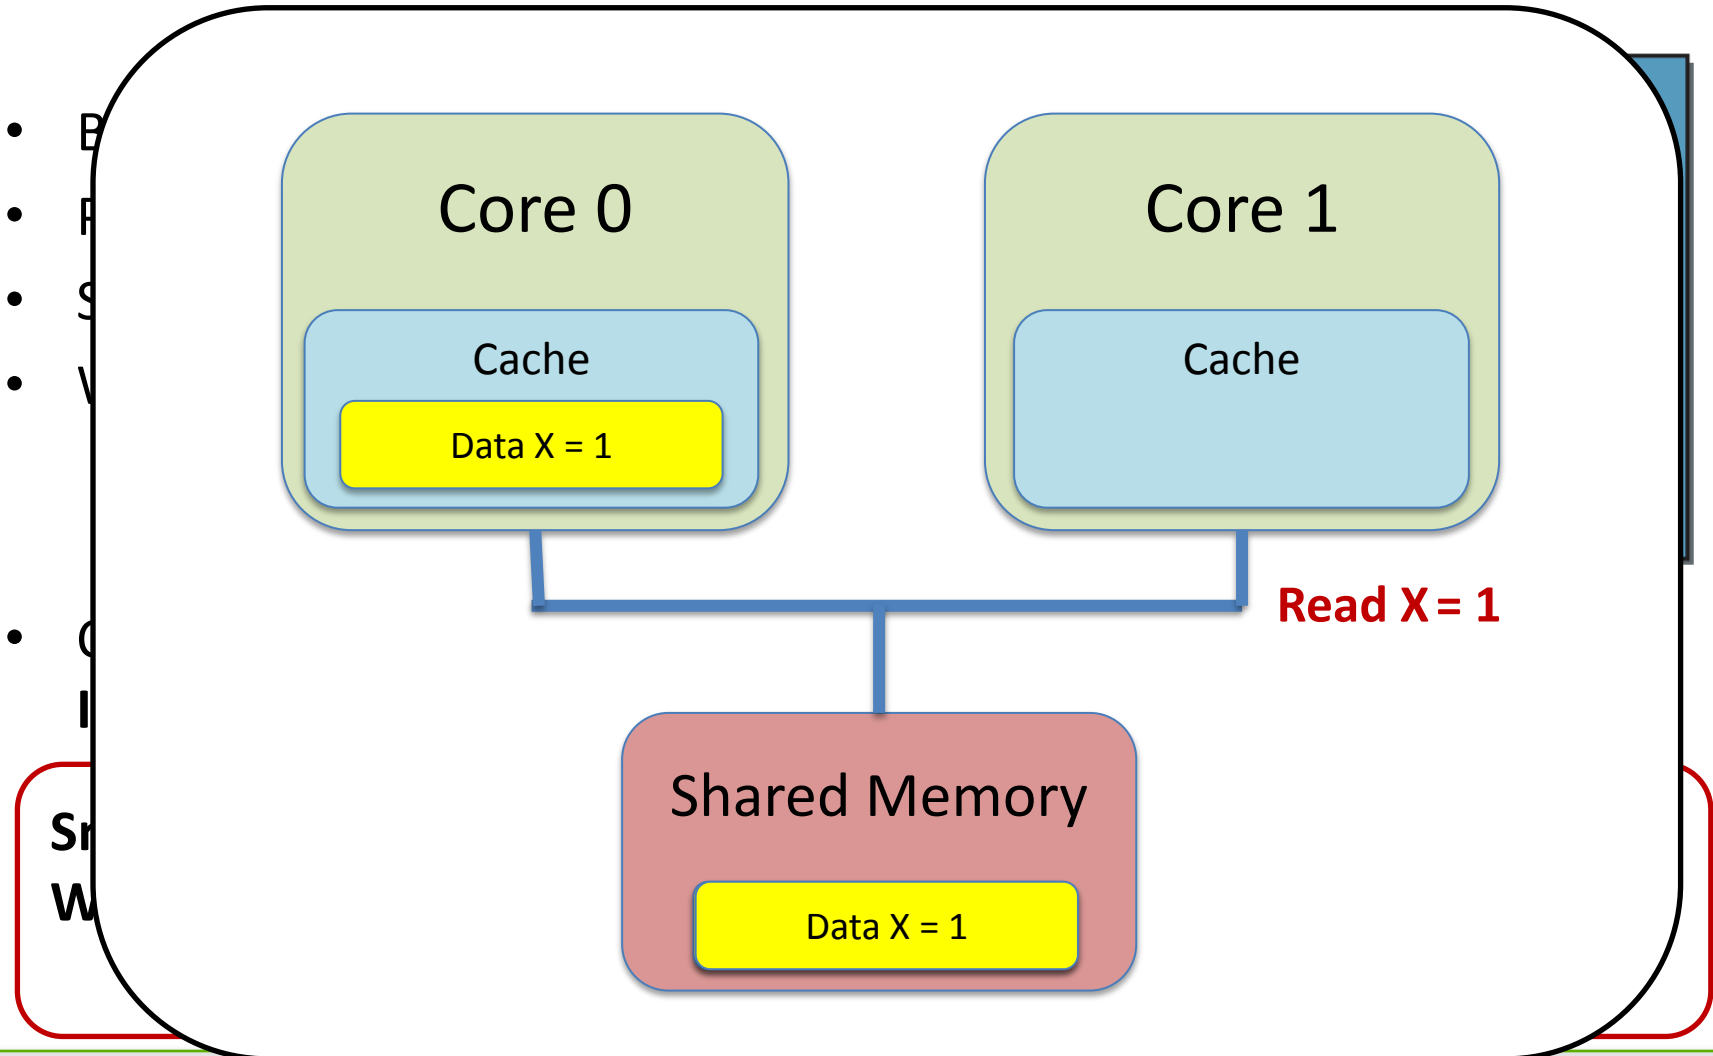 Core 0
Core 1
Cache
Cache
Data X = 1
Read X = 1
Shared Memory
Data X = 1